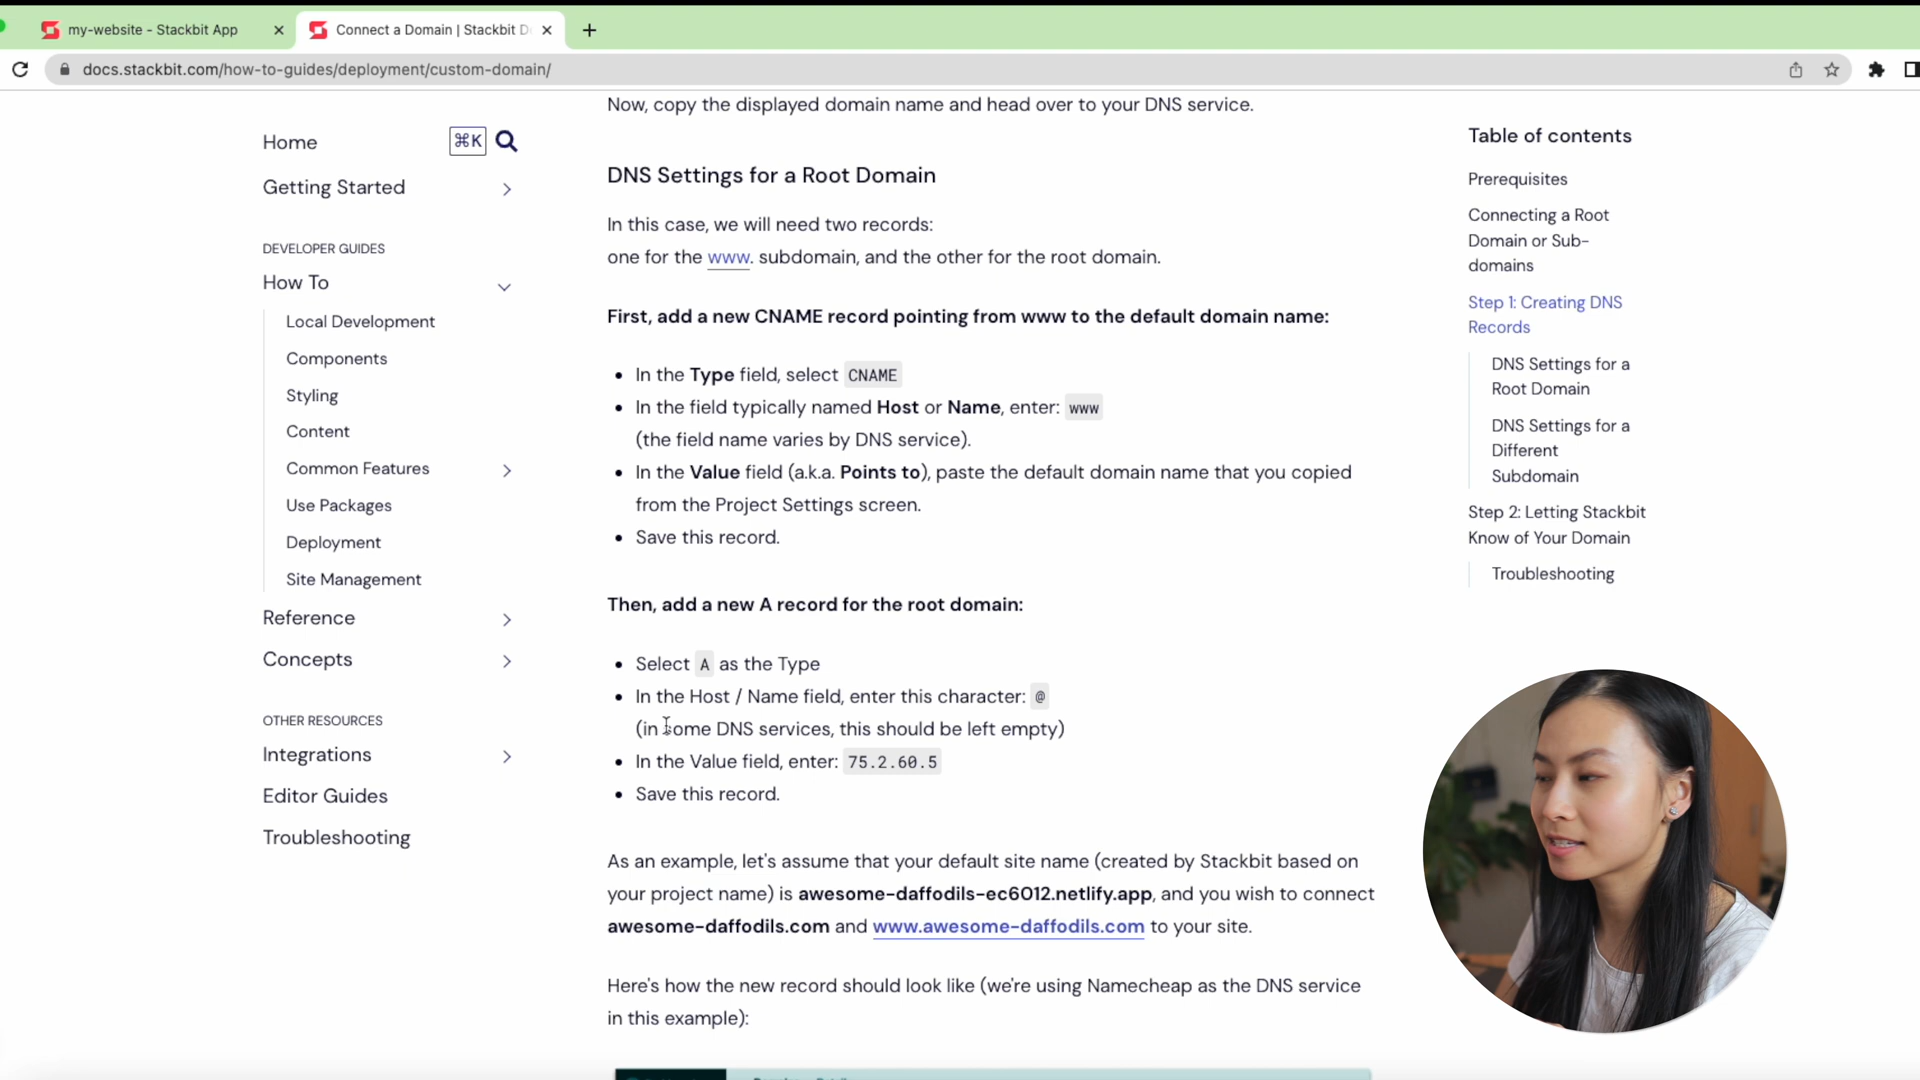 my-website - Stackbit App
Connect a Domain | Stackbit D
docs.stackbit.com/how-to-guides/deployment/custom-domain/
Home
⌘K
Getting Started
DEVELOPER GUIDES
How To
Local Development
Components
Styling
Content
Common Features
Use Packages
Deployment
Site Management
Reference
Concepts
OTHER RESOURCES
Integrations
Editor Guides
Troubleshooting
Now, copy the displayed domain name and head over to your DNS service.
DNS Settings for a Root Domain
In this case, we will need two records:
one for the www. subdomain, and the other for the root domain.
First, add a new CNAME record pointing from www to the default domain name:
• In the Type field, select CNAME
• In the field typically named Host or Name, enter: www
(the field name varies by DNS service).
• In the Value field (a.k.a. Points to), paste the default domain name that you copied
from the Project Settings screen.
• Save this record.
Then, add a new A record for the root domain:
• Select A as the Type
• In the Host / Name field, enter this character: @
(in some DNS services, this should be left empty)
• In the Value field, enter: 75.2.60.5
• Save this record.
As an example, let's assume that your default site name (created by Stackbit based on
your project name) is awesome-daffodils-ec6012.netlify.app, and you wish to connect
awesome-daffodils.com and www.awesome-daffodils.com to your site.
Here's how the new record should look like (we're using Namecheap as the DNS service
in this example):
Table of contents
Prerequisites
Connecting a Root
Domain or Sub-
domains
Step 1: Creating DNS
Records
DNS Settings for a
Root Domain
DNS Settings for a
Different
Subdomain
Step 2: Letting Stackbit
Know of Your Domain
Troubleshooting